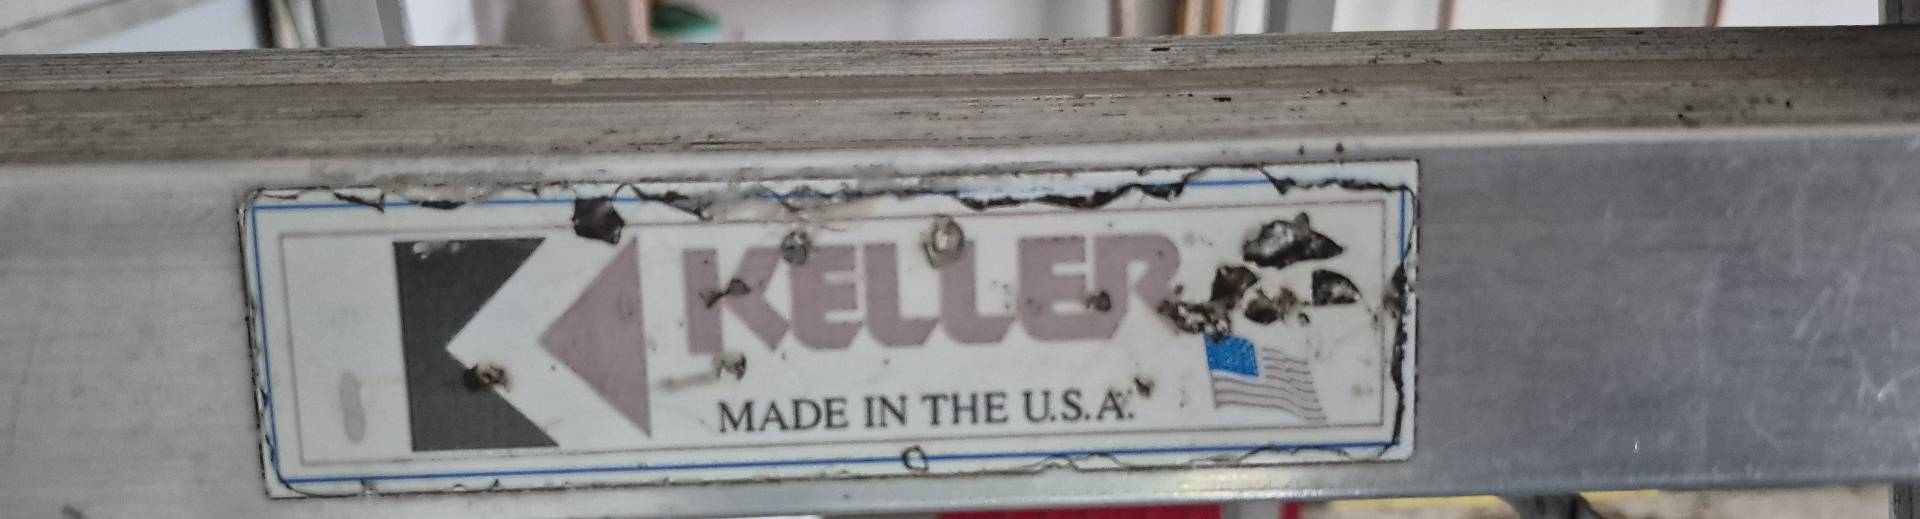 KELLER®
MADE IN THE U.S.A.